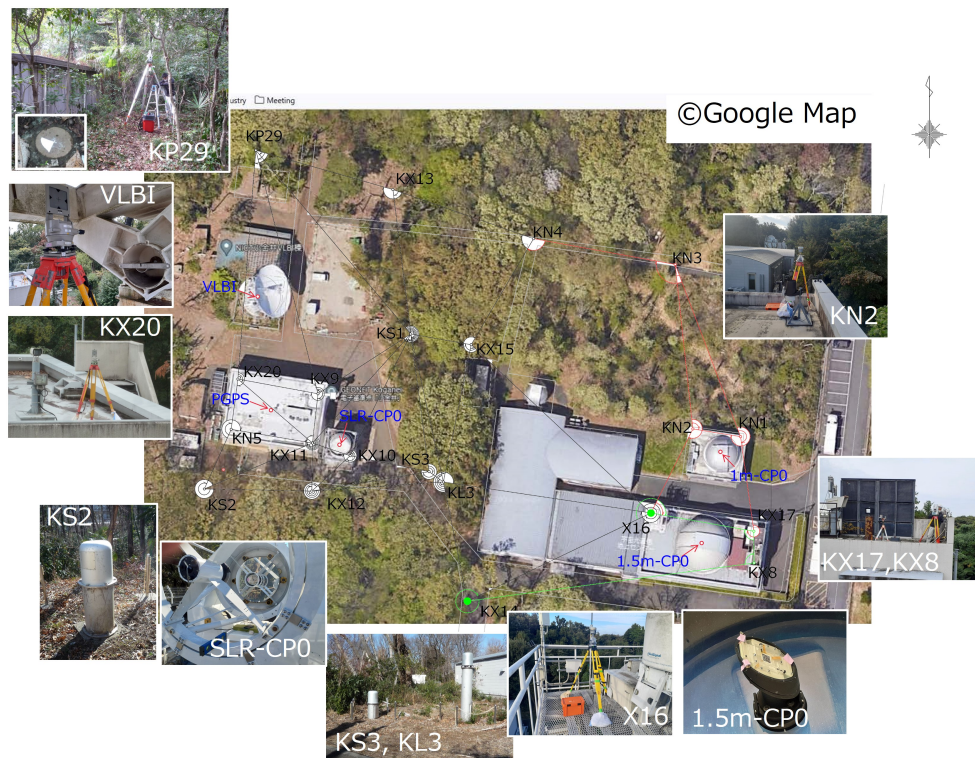 ustry Meeting
©Google Map
KP29
KP29
KX13
VLBI
KN4
KN3
VLBI
KN2
KX20
KS1
KX15
KX20
KX9
PGPS
SLR-CP0
KN5
KN2
KN1
KX11
KX10
KS3
KL3
1m-CP0
KS2
KX12
X16
KX17
KS2
1.5m-CP0
KX8
KX17,KX8
KX14
SLR-CP0
X16
1.5m-CP0
KS3, KL3